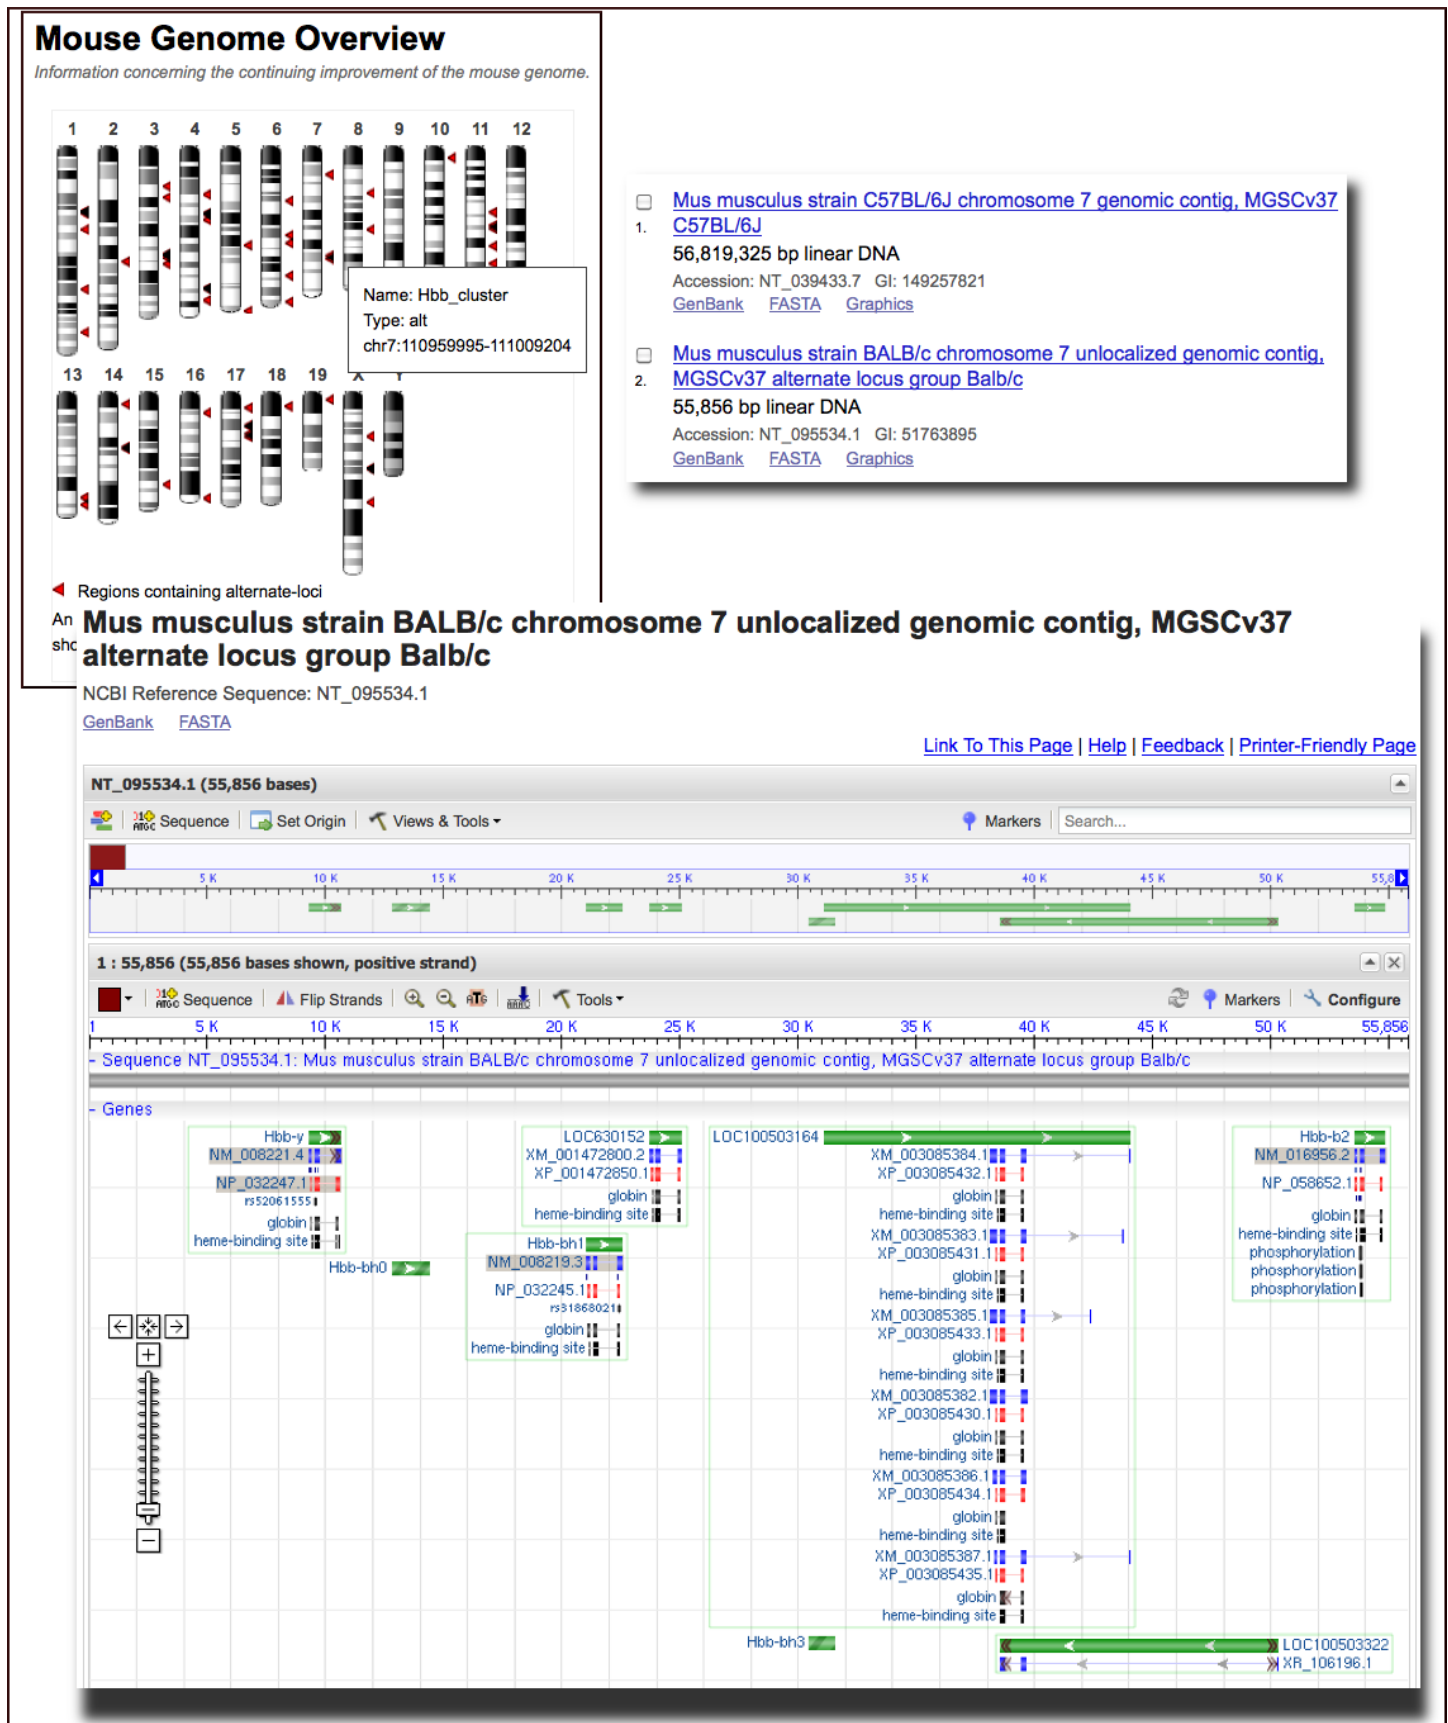 Mouse Genome Overview
Information concerning the continuing improvement of the mouse genome.
1 2 3 4 5 6 7 8 9 10 11 12
Name: Hbb_cluster
Type: alt
chr7:110959995-111009204
13 14 15 16 17 18 19 X Y
Regions containing alternate-loci
An
sho
1. Mus musculus strain C57BL/6J chromosome 7 genomic contig, MGSCv37
C57BL/6J
56,819,325 bp linear DNA
Accession: NT_039433.7 GI: 149257821
GenBank FASTA Graphics
2. Mus musculus strain BALB/c chromosome 7 unlocalized genomic contig,
MGSCv37 alternate locus group Balb/c
55,856 bp linear DNA
Accession: NT_095534.1 GI: 51763895
GenBank FASTA Graphics
Mus musculus strain BALB/c chromosome 7 unlocalized genomic contig, MGSCv37
alternate locus group Balb/c
NCBI Reference Sequence: NT_095534.1
GenBank FASTA
Link To This Page | Help | Feedback | Printer-Friendly Page
NT_095534.1 (55,856 bases)
Sequence Set Origin Views & Tools Markers Search...
5 K 10 K 15 K 20 K 25 K 30 K 35 K 40 K 45 K 50 K 55,8
1 : 55,856 (55,856 bases shown, positive strand)
Sequence Flip Strands ATG Tools Markers Configure
1 5 K 10 K 15 K 20 K 25 K 30 K 35 K 40 K 45 K 50 K 55,856
- Sequence NT_095534.1: Mus musculus strain BALB/c chromosome 7 unlocalized genomic contig, MGSCv37 alternate locus group Balb/c
- Genes
Hbb-y
NM_008221.4
NP_032247.1
rs52061555
globin
heme-binding site
Hbb-bh0
LOC630152
XM_001472800.2
XP_001472850.1
globin
heme-binding site
Hbb-bh1
NM_008219.3
NP_032245.1
rs31868021
globin
heme-binding site
LOC100503164
XM_003085384.1
XP_003085432.1
globin
heme-binding site
XM_003085383.1
XP_003085431.1
globin
heme-binding site
XM_003085385.1
XP_003085433.1
globin
heme-binding site
XM_003085382.1
XP_003085430.1
globin
heme-binding site
XM_003085386.1
XP_003085434.1
globin
heme-binding site
XM_003085387.1
XP_003085435.1
globin
heme-binding site
Hbb-b2
NM_016956.2
NP_058652.1
globin
heme-binding site
phosphorylation
phosphorylation
phosphorylation
Hbb-bh3
LOC100503322
XR_106196.1